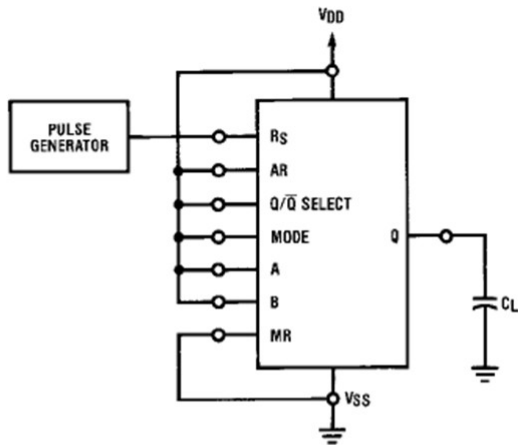 VDD
PULSE
GENERATOR
RS
AR
Q/Q̅ SELECT
MODE
Q
A
B
CL
MR
VSS